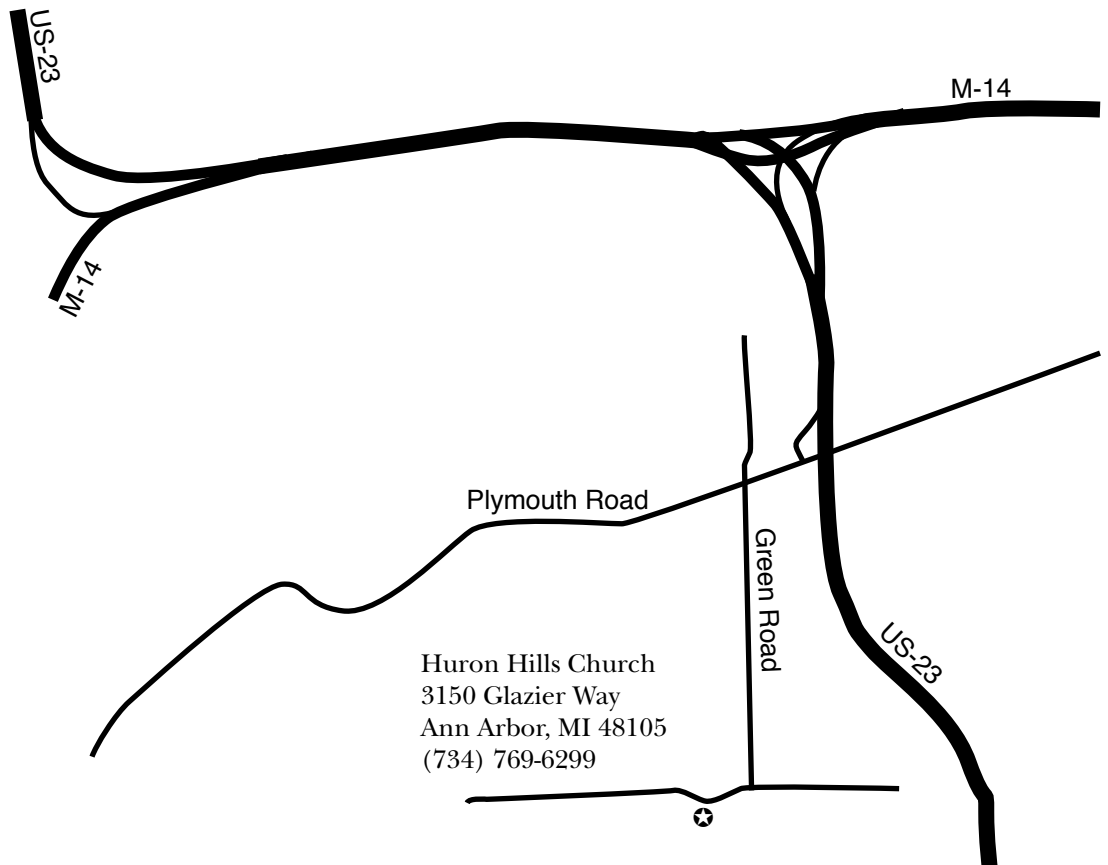 US-23
M-14
M-14
Plymouth Road
Green Road
US-23
Huron Hills Church
3150 Glazier Way
Ann Arbor, MI 48105
(734) 769-6299